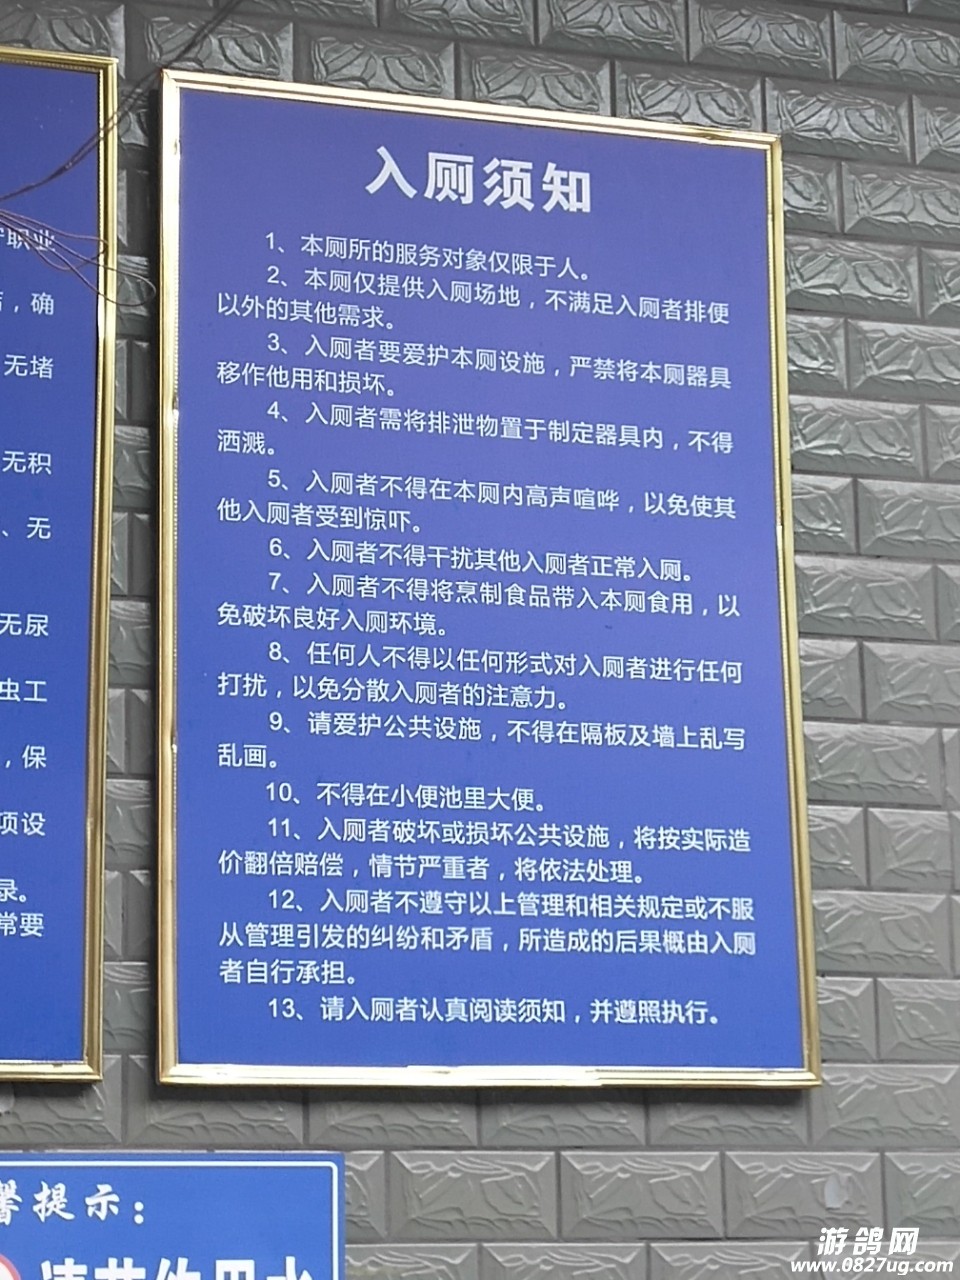 入厕须知
1、本厕所的服务对象仅限于人。
2、本厕仅提供入厕场地，不满足入厕者排便
以外的其他需求。
3、入厕者要爱护本厕设施，严禁将本厕器具
移作他用和损坏。
4、入厕者需将排泄物置于制定器具内，不得
洒溅。
5、入厕者不得在本厕内高声喧哗，以免使其
他入厕者受到惊吓。
6、入厕者不得干扰其他入厕者正常入厕。
7、入厕者不得将烹制食品带入本厕食用，以
免破坏良好入厕环境。
8、任何人不得以任何形式对入厕者进行任何
打扰，以免分散入厕者的注意力。
9、请爱护公共设施，不得在隔板及墙上乱写
乱画。
10、不得在小便池里大便。
11、入厕者破坏或损坏公共设施，将按实际造
价翻倍赔偿，情节严重者，将依法处理。
12、入厕者不遵守以上管理和相关规定或不服
从管理引发的纠纷和矛盾，所造成的后果概由入厕
者自行承担。
13、请入厕者认真阅读须知，并遵照执行。
职业
，确
无堵
无积
、无
无尿
虫工
，保
项设
录。
常要
馨提示：
请节约用水
游鸽网
www.0827ug.com